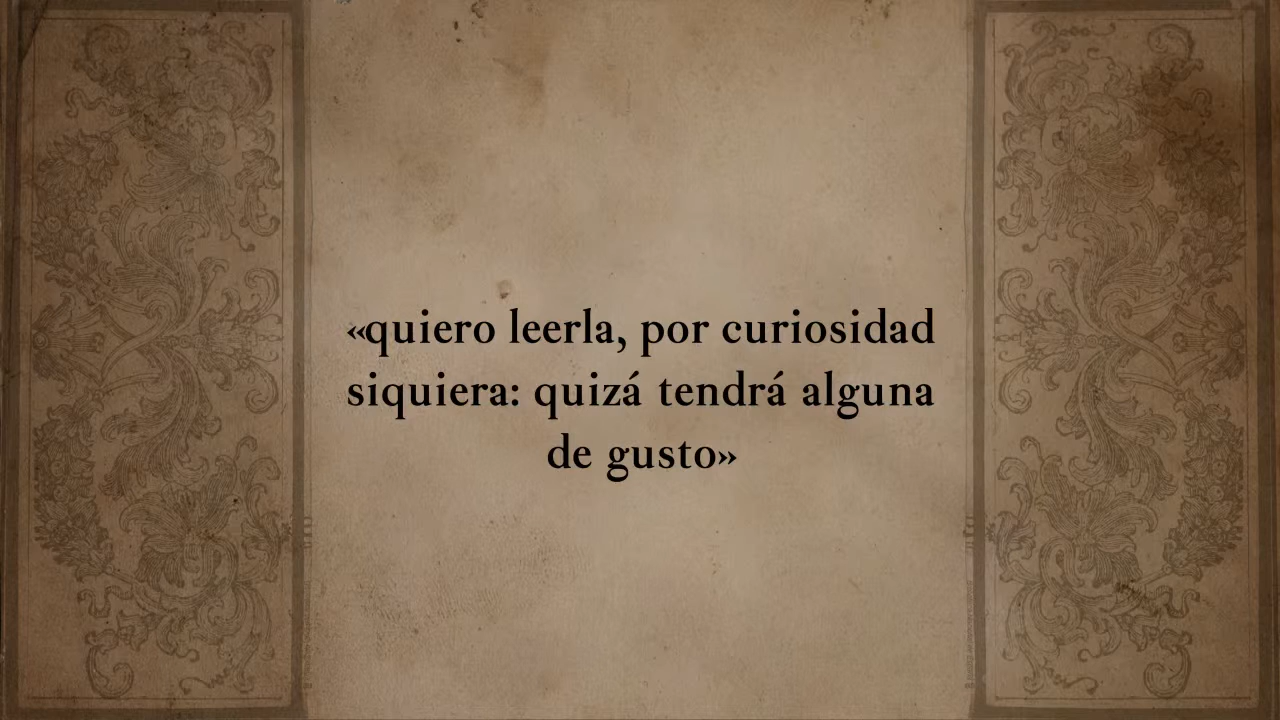 «quiero leerla, por curiosidad
siquiera: quizá tendrá alguna
de gusto»